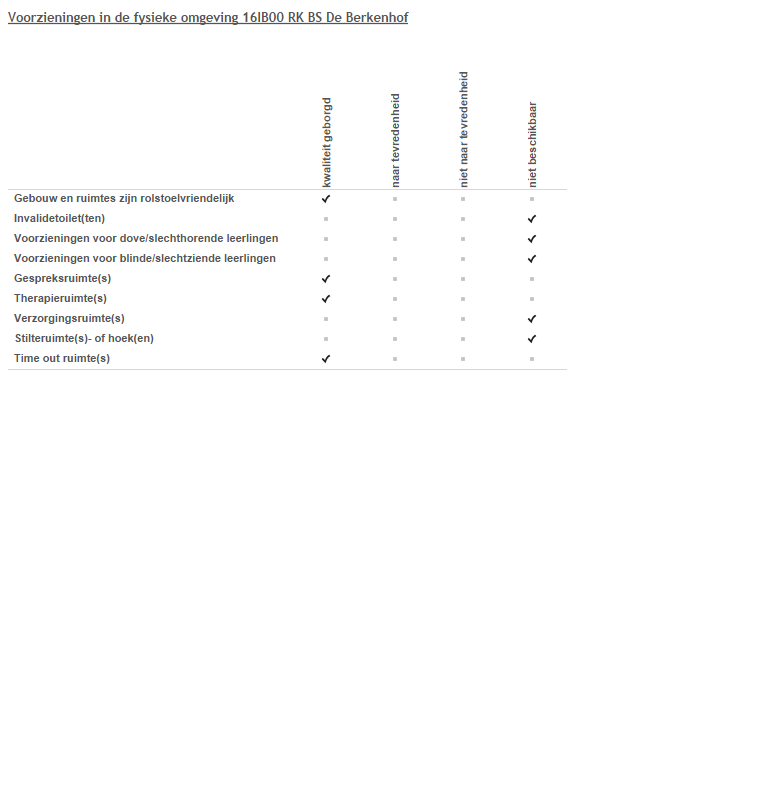 Voorzieningen in de fysieke omgeving 16IB00 RK BS De Berkenhof
kwaliteit geborgd
naar tevredenheid
niet naar tevredenheid
niet beschikbaar
Gebouw en ruimtes zijn rolstoelvriendelijk
Invalidetoilet(ten)
Voorzieningen voor dove/slechthorende leerlingen
Voorzieningen voor blinde/slechtziende leerlingen
Gespreksruimte(s)
Therapieruimte(s)
Verzorgingsruimte(s)
Stilteruimte(s)- of hoek(en)
Time out ruimte(s)